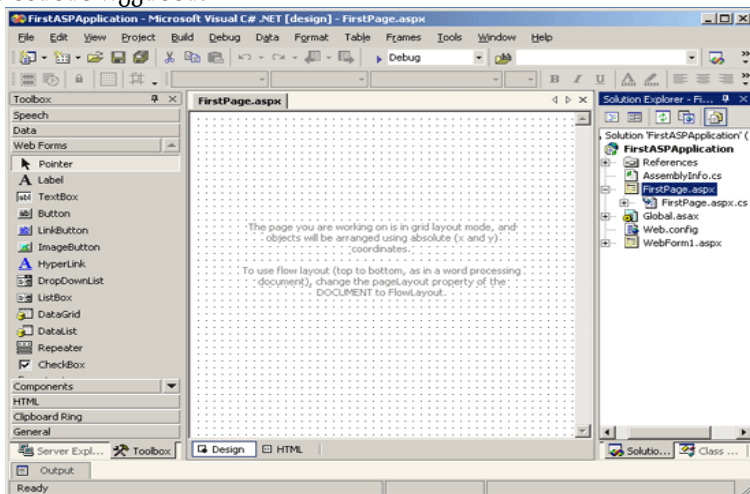 FirstASPApplication - Microsoft Visual C# .NET [design] - FirstPage.aspx
File Edit View Project Build Debug Data Format Table Frames Tools Window Help
Debug
B I U A
Toolbox
Speech
Data
Web Forms
Pointer
A Label
abl TextBox
ab Button
LinkButton
ImageButton
A HyperLink
DropDownList
ListBox
DataGrid
DataList
Repeater
CheckBox
Components
HTML
Clipboard Ring
General
Server Expl... Toolbox
FirstPage.aspx
The page you are working on is in grid layout mode, and
objects will be arranged using absolute (x and y)
coordinates.
To use flow layout (top to bottom, as in a word processing
document), change the pageLayout property of the
DOCUMENT to FlowLayout.
Design HTML
Solution Explorer - Fi...
Solution 'FirstASPApplication' (
FirstASPApplication
References
AssemblyInfo.cs
FirstPage.aspx
FirstPage.aspx.cs
Global.asax
Web.config
WebForm1.aspx
Solutio... Class ...
Output
Ready